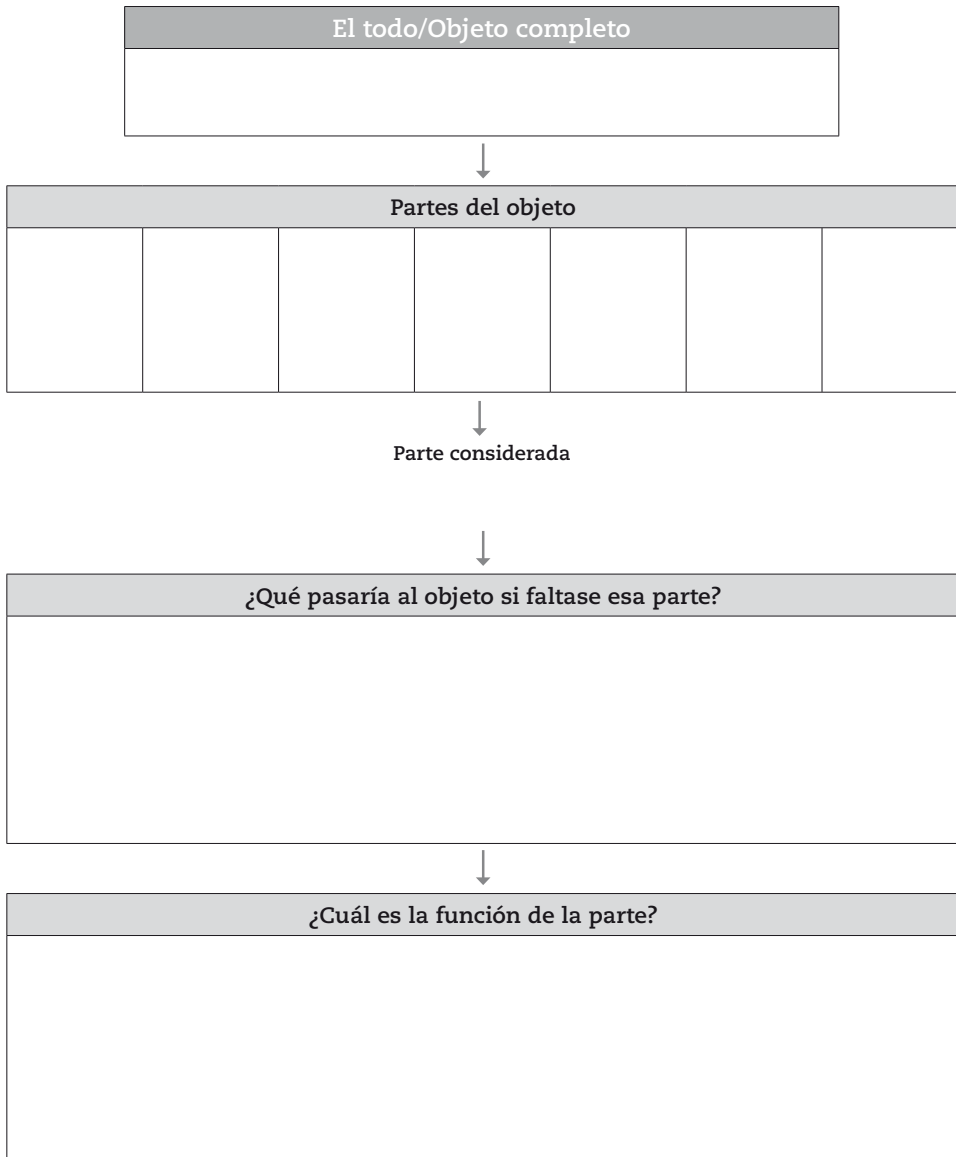 El todo/Objeto completo
Partes del objeto
Parte considerada
¿Qué pasaría al objeto si faltase esa parte?
¿Cuál es la función de la parte?